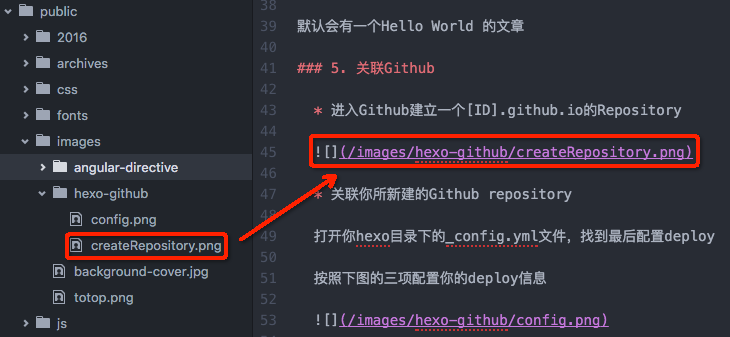 public
2016
archives
css
fonts
images
angular-directive
hexo-github
config.png
createRepository.png
background-cover.jpg
totop.png
js
38
39 默认会有一个Hello World 的文章
40
41 ### 5. 关联Github
42
43 * 进入Github建立一个[ID].github.io的Repository
44
45 ![](/images/hexo-github/createRepository.png)
46
47 * 关联你所新建的Github repository
48
49 打开你hexo目录下的_config.yml文件，找到最后配置deploy
50
51 按照下图的三项配置你的deploy信息
52
53 ![](/images/hexo-github/config.png)